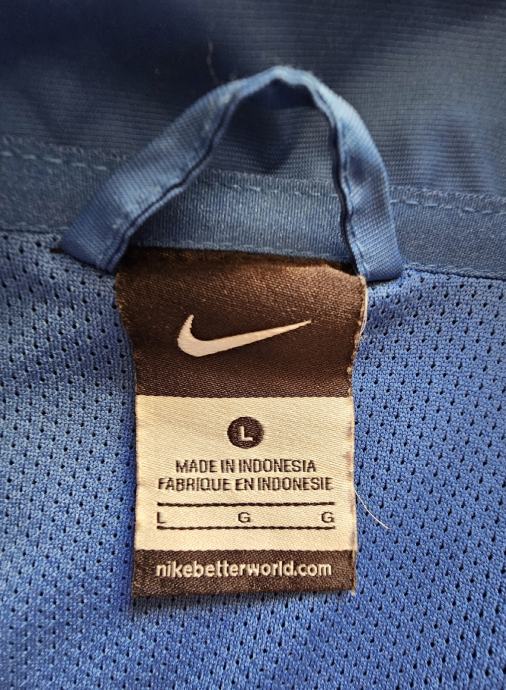 L
MADE IN INDONESIA
FABRIQUE EN INDONESIE
L G G
nikebetterworld.com